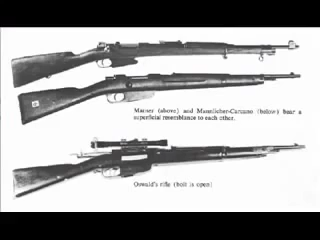 Mauser (above) and Mannlicher-Carcano (below) bear a
superficial resemblance to each other.
Oswald's rifle (bolt is open)